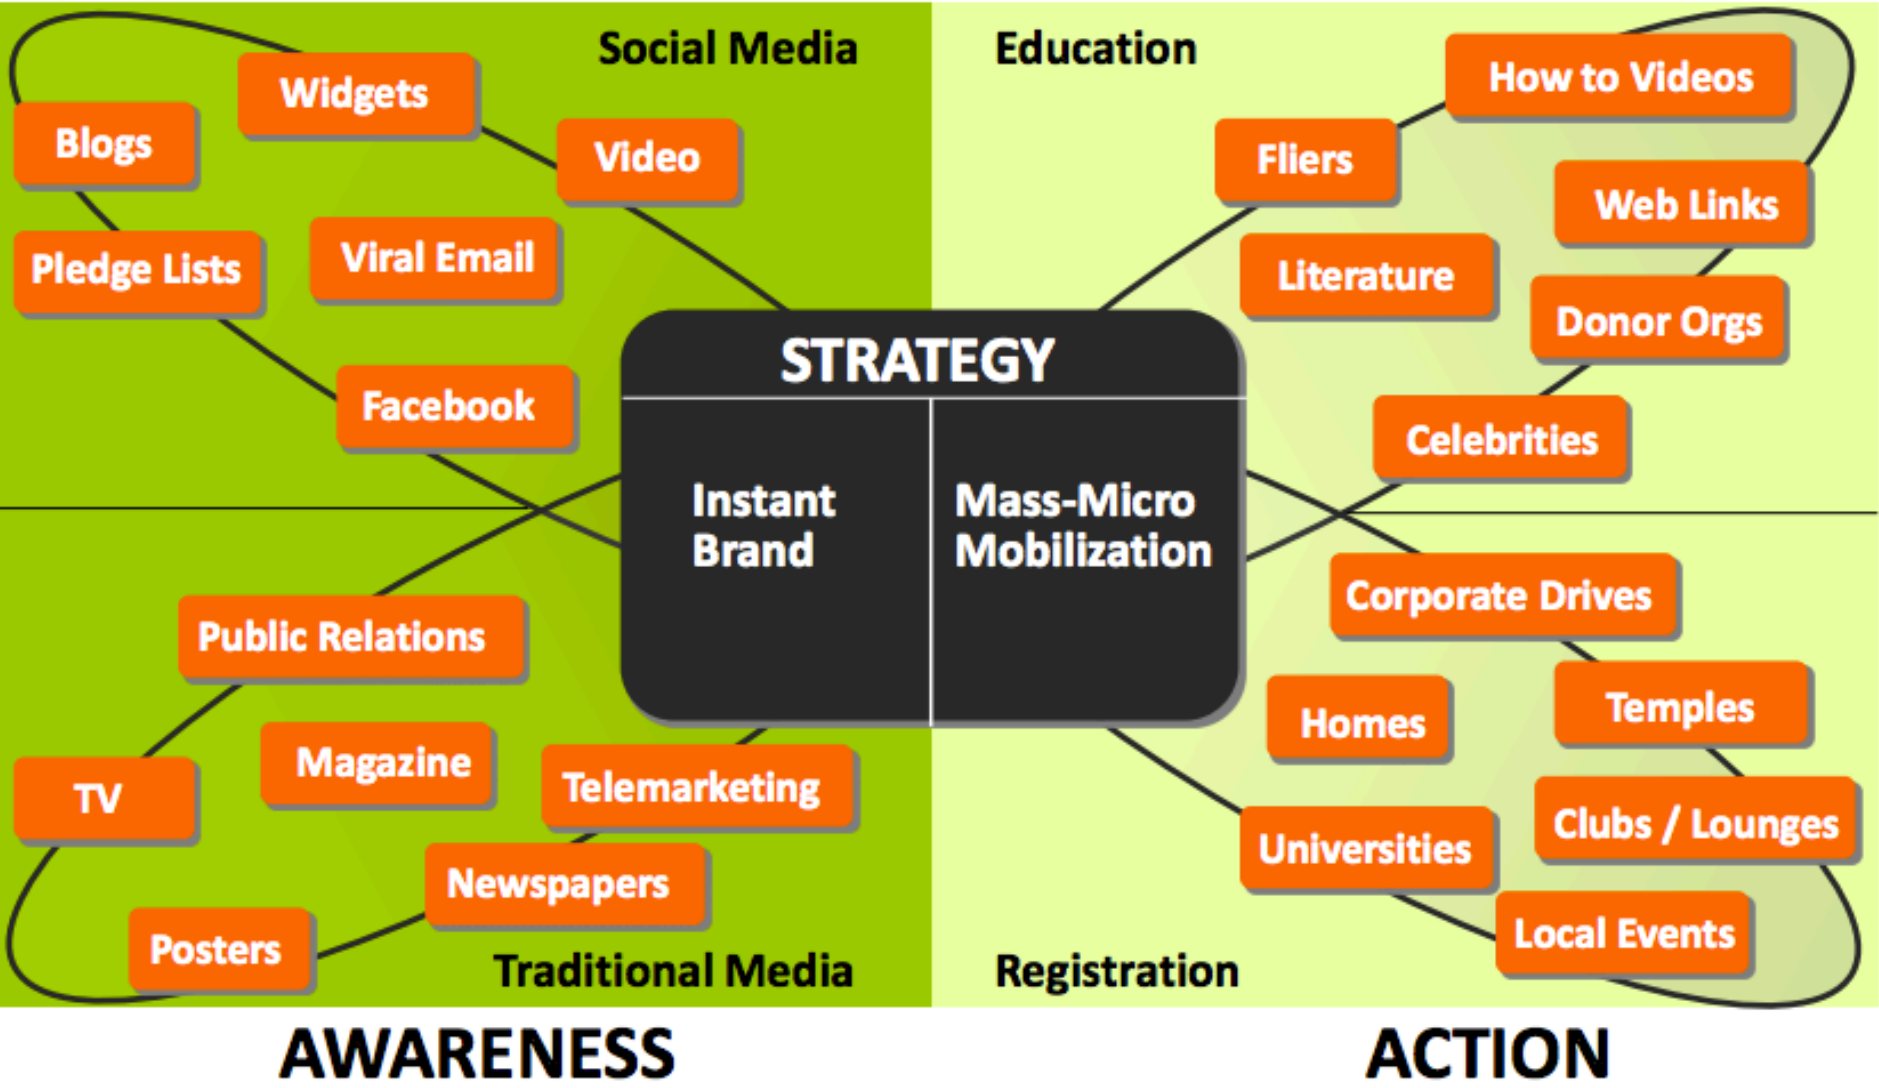 Social Media
Widgets
Blogs
Video
Viral Email
Pledge Lists
Facebook
Education
How to Videos
Fliers
Web Links
Literature
Donor Orgs
Celebrities
STRATEGY
Instant
Brand
Mass-Micro
Mobilization
Public Relations
Magazine
TV
Telemarketing
Newspapers
Posters
Traditional Media
Corporate Drives
Temples
Homes
Clubs / Lounges
Universities
Local Events
Registration
AWARENESS
ACTION